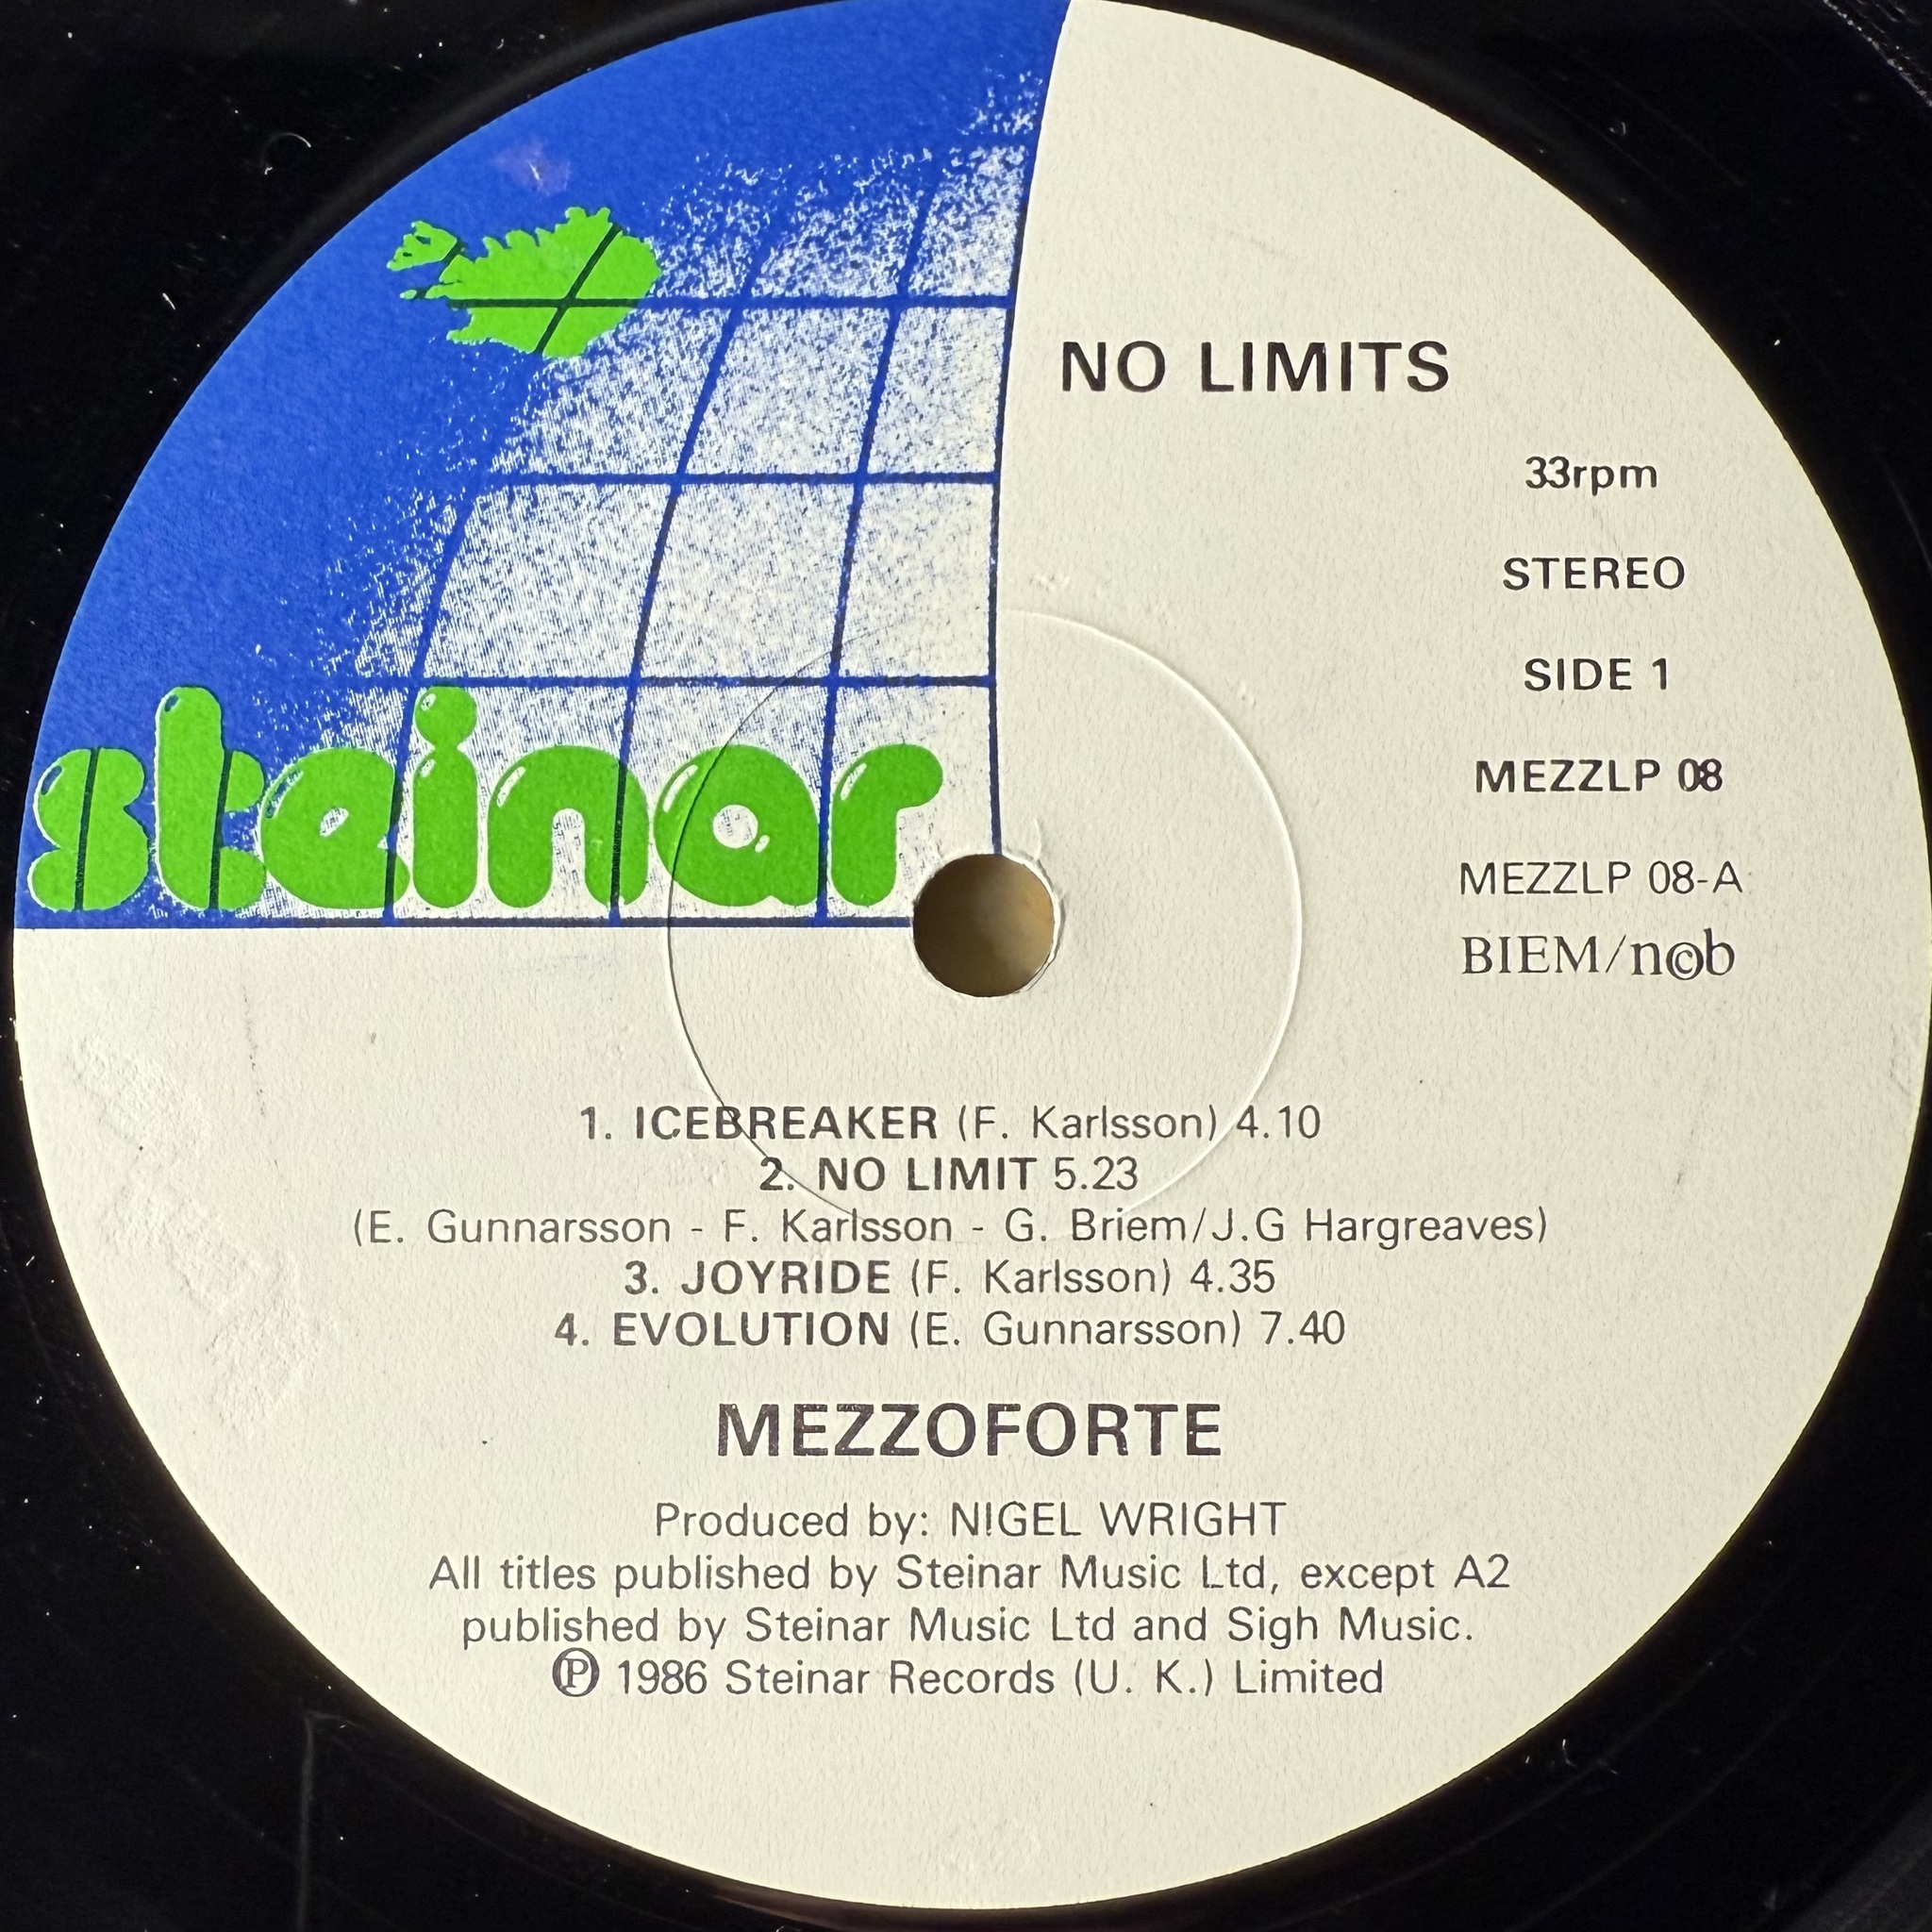 steinar
NO LIMITS
33rpm
STEREO
SIDE 1
MEZZLP 08
MEZZLP 08-A
BIEM/n©b
1. ICEBREAKER (F. Karlsson) 4.10
2. NO LIMIT 5.23
(E. Gunnarsson - F. Karlsson - G. Briem/J.G Hargreaves)
3. JOYRIDE (F. Karlsson) 4.35
4. EVOLUTION (E. Gunnarsson) 7.40
MEZZOFORTE
Produced by: NIGEL WRIGHT
All titles published by Steinar Music Ltd, except A2
published by Steinar Music Ltd and Sigh Music.
℗ 1986 Steinar Records (U. K.) Limited